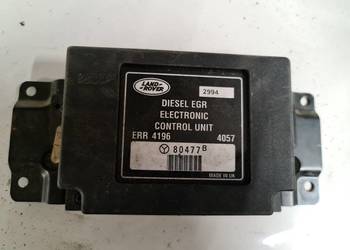 LAND-
ROVER
2994
DIESEL EGR
ELECTRONIC
CONTROL UNIT
ERR 4196 4057
Y 80477B
MADE IN UK